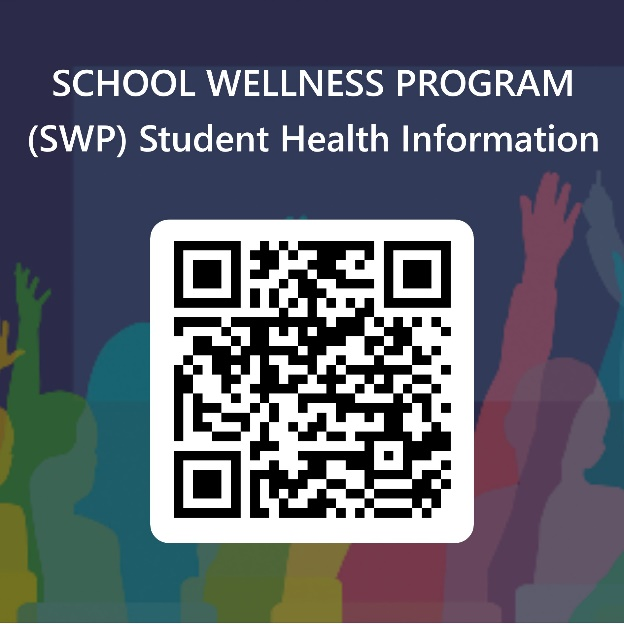 SCHOOL WELLNESS PROGRAM
(SWP) Student Health Information